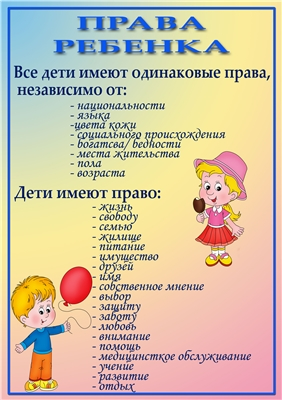 ПРАВА
РЕБЕНКА
Все дети имеют одинаковые права,
независимо от:
- национальности
- языка
-цвета кожи
- социального происхождения
- богатсва/ бедности
- места жительства
- пола
- возраста
Дети имеют право:
- жизнь
- свободу
- семью
- жилище
- питание
- имущество
- друзей
- имя
- собственное мнение
- выбор
- защиту
- заботу
- любовь
- внимание
- помощь
- медицинсткое обслуживание
- учение
- развитие
- отдых